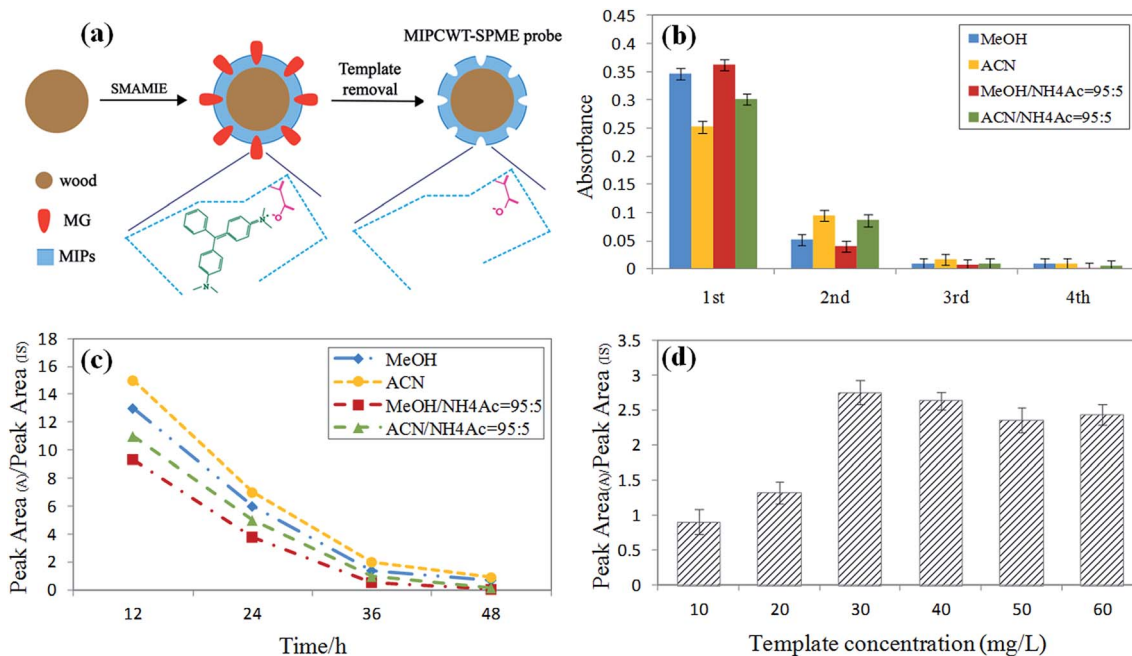 (a)
MIPCWT-SPME probe
SMAMIE
Template
removal
wood
MG
MIPs
N
O
N
O
(b)
MeOH
ACN
MeOH/NH4Ac=95:5
ACN/NH4Ac=95:5
Absorbance
0.45
0.4
0.35
0.3
0.25
0.2
0.15
0.1
0.05
0
1st
2nd
3rd
4th
(c)
MeOH
ACN
MeOH/NH4Ac=95:5
ACN/NH4Ac=95:5
Peak Area (A)/Peak Area (IS)
18
16
14
12
10
8
6
4
2
0
12
24
36
48
Time/h
(d)
Peak Area(A)/Peak Area (IS)
3.5
3
2.5
2
1.5
1
0.5
0
10
20
30
40
50
60
Template concentration (mg/L)